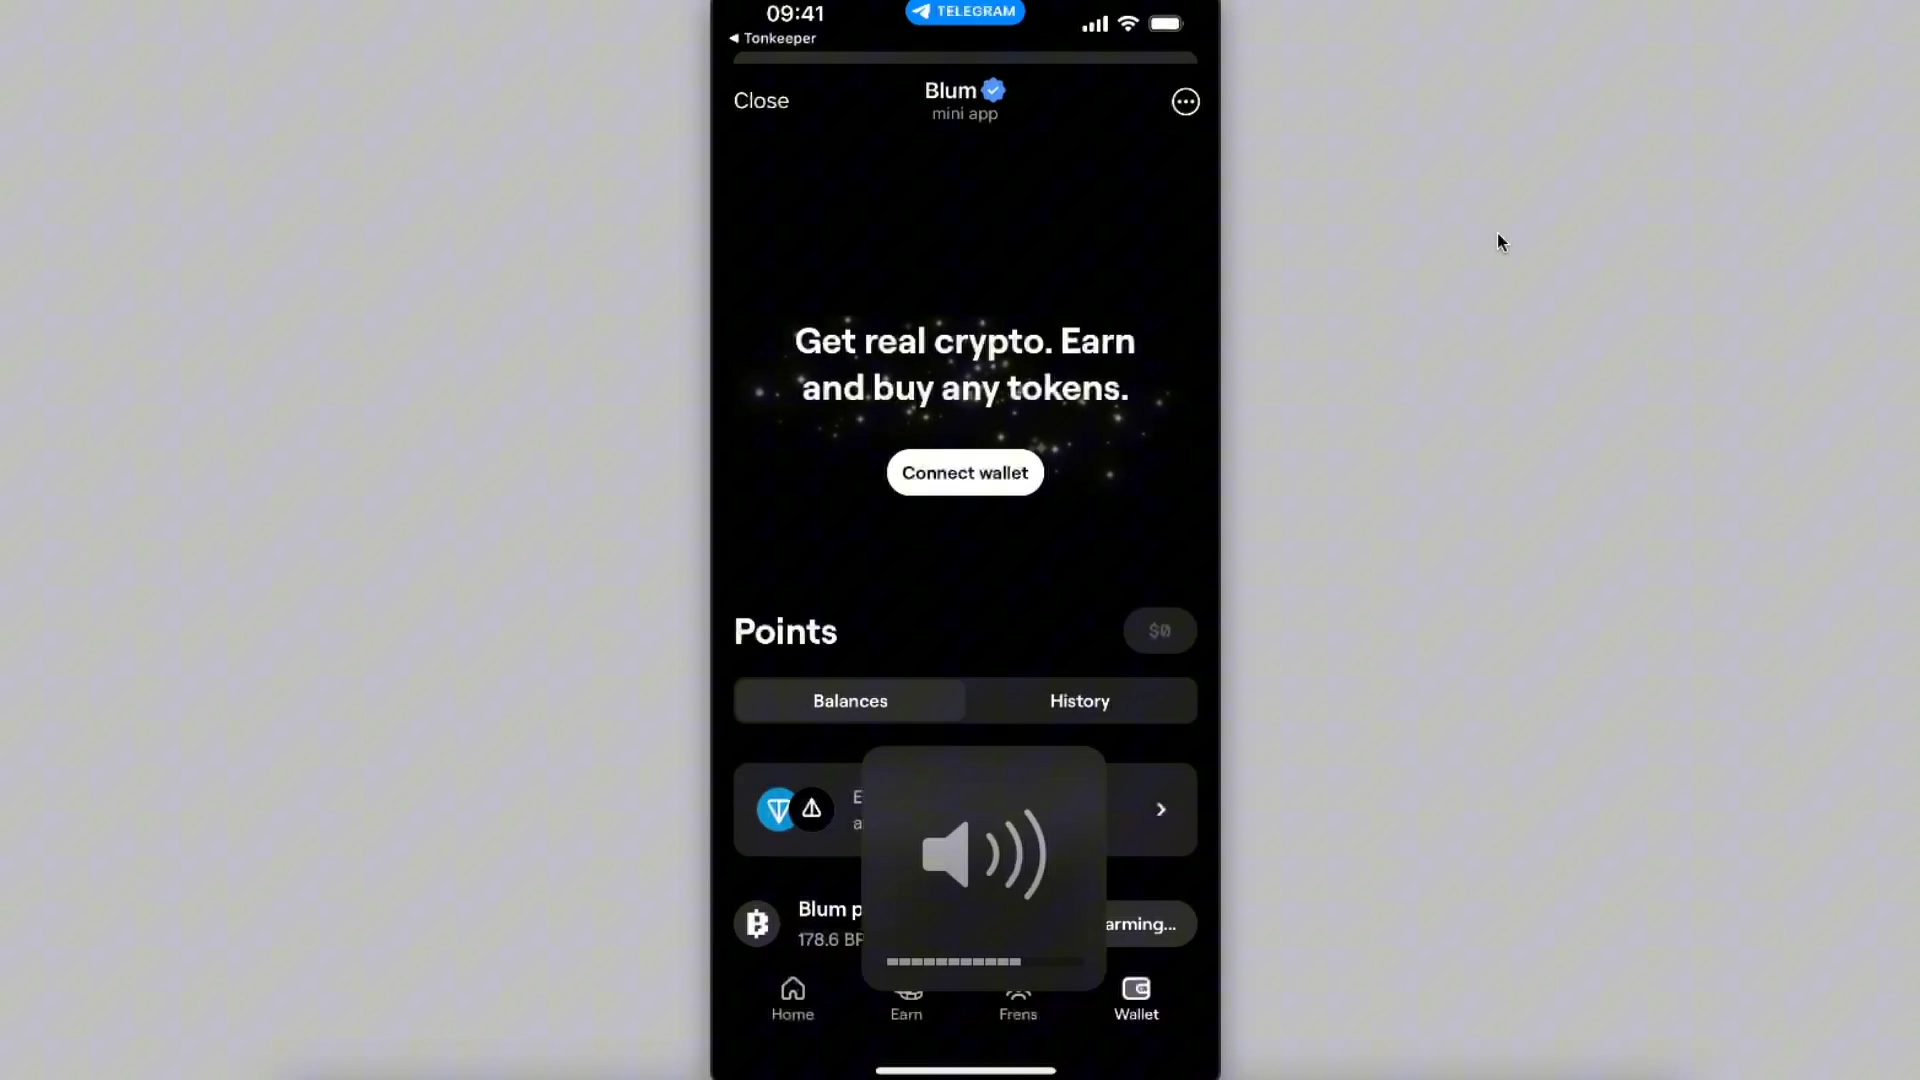 09:41
TELEGRAM
◀ Tonkeeper
Close
Blum
mini app
Get real crypto. Earn
and buy any tokens.
Connect wallet
Points
$0
Balances
History
Blum p
arming...
178.6 BP
Home
Earn
Frens
Wallet